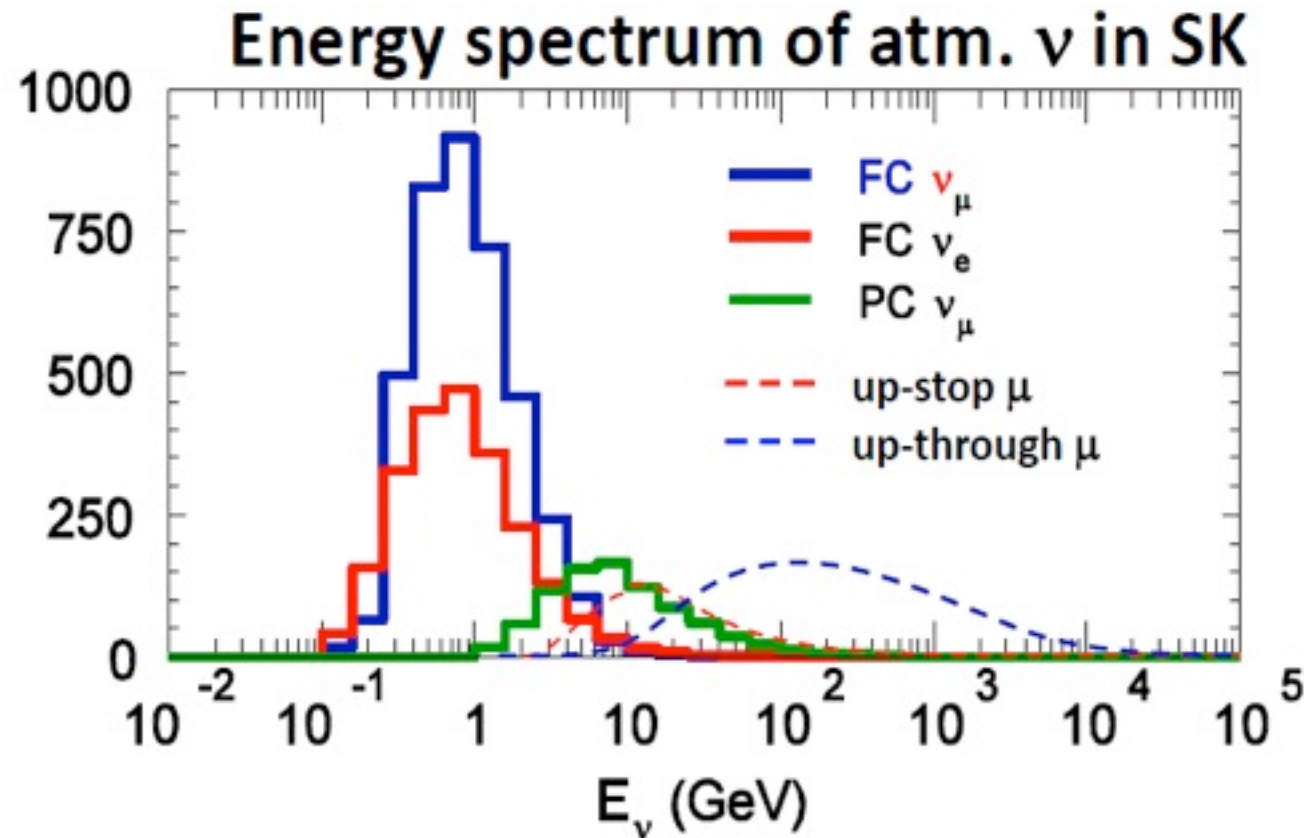 Energy spectrum of atm. ν in SK
1000
750
500
250
0
FC ν_μ
FC ν_e
PC ν_μ
up-stop μ
up-through μ
10^-2 10^-1 1 10 10^2 10^3 10^4 10^5
E_ν (GeV)